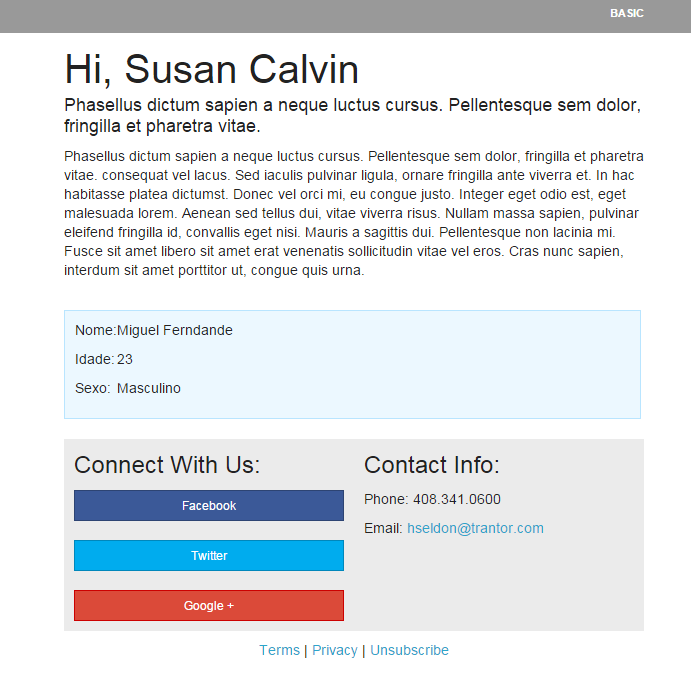 BASIC
Hi, Susan Calvin
Phasellus dictum sapien a neque luctus cursus. Pellentesque sem dolor,
fringilla et pharetra vitae.
Phasellus dictum sapien a neque luctus cursus. Pellentesque sem dolor, fringilla et pharetra
vitae. consequat vel lacus. Sed iaculis pulvinar ligula, ornare fringilla ante viverra et. In hac
habitasse platea dictumst. Donec vel orci mi, eu congue justo. Integer eget odio est, eget
malesuada lorem. Aenean sed tellus dui, vitae viverra risus. Nullam massa sapien, pulvinar
eleifend fringilla id, convallis eget nisi. Mauris a sagittis dui. Pellentesque non lacinia mi.
Fusce sit amet libero sit amet erat venenatis sollicitudin vitae vel eros. Cras nunc sapien,
interdum sit amet porttitor ut, congue quis urna.
Nome:Miguel Ferndande
Idade: 23
Sexo: Masculino
Connect With Us:
Facebook
Twitter
Google +
Contact Info:
Phone: 408.341.0600
Email: hseldon@trantor.com
Terms | Privacy | Unsubscribe